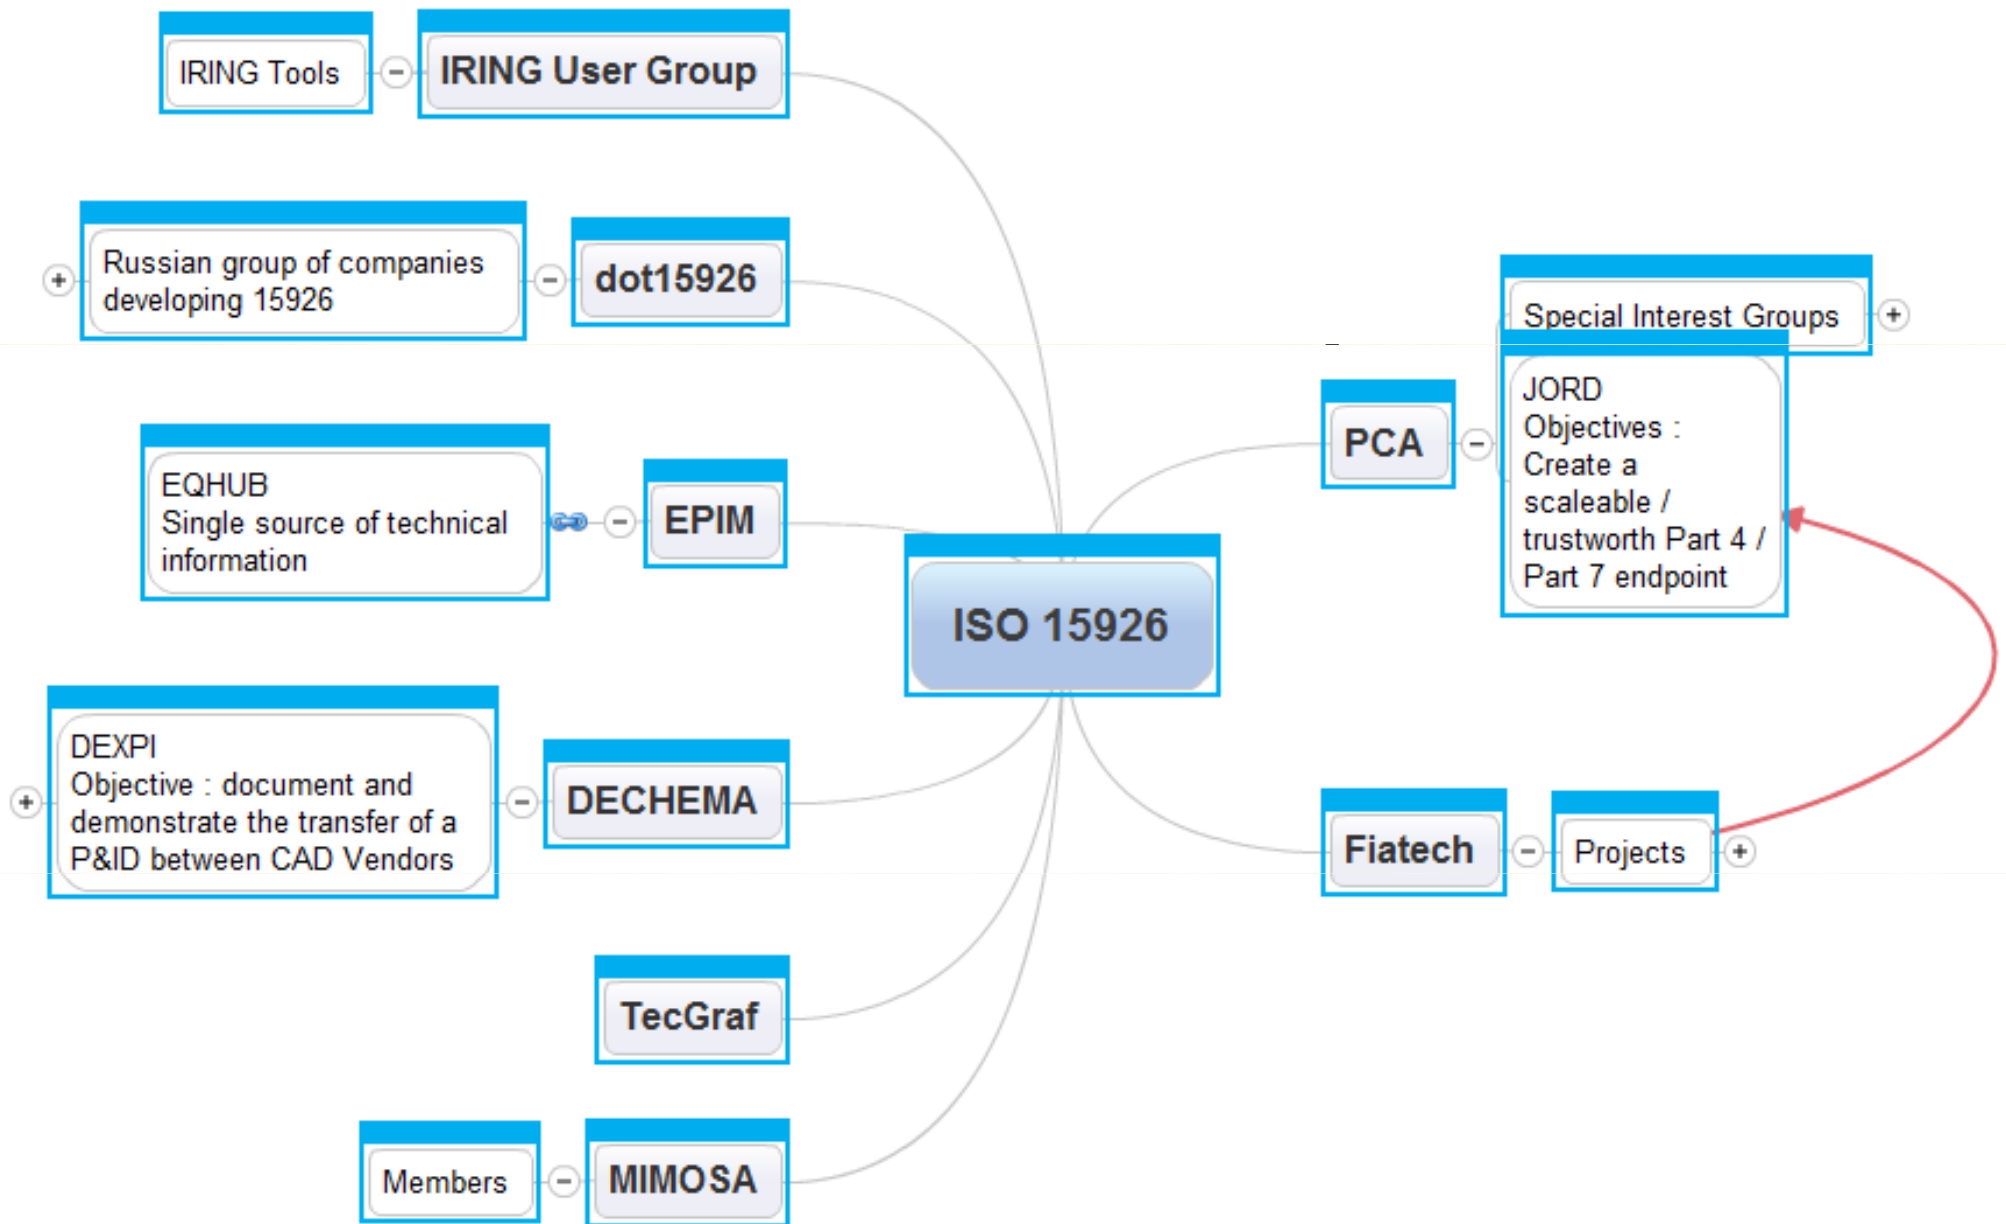 IRING Tools
IRING User Group
Russian group of companies
developing 15926
dot15926
EQHUB
Single source of technical
information
EPIM
DEXPI
Objective : document and
demonstrate the transfer of a
P&ID between CAD Vendors
DECHEMA
TecGraf
Members
MIMOSA
ISO 15926
PCA
Special Interest Groups
JORD
Objectives :
Create a
scaleable /
trustworth Part 4 /
Part 7 endpoint
Fiatech
Projects